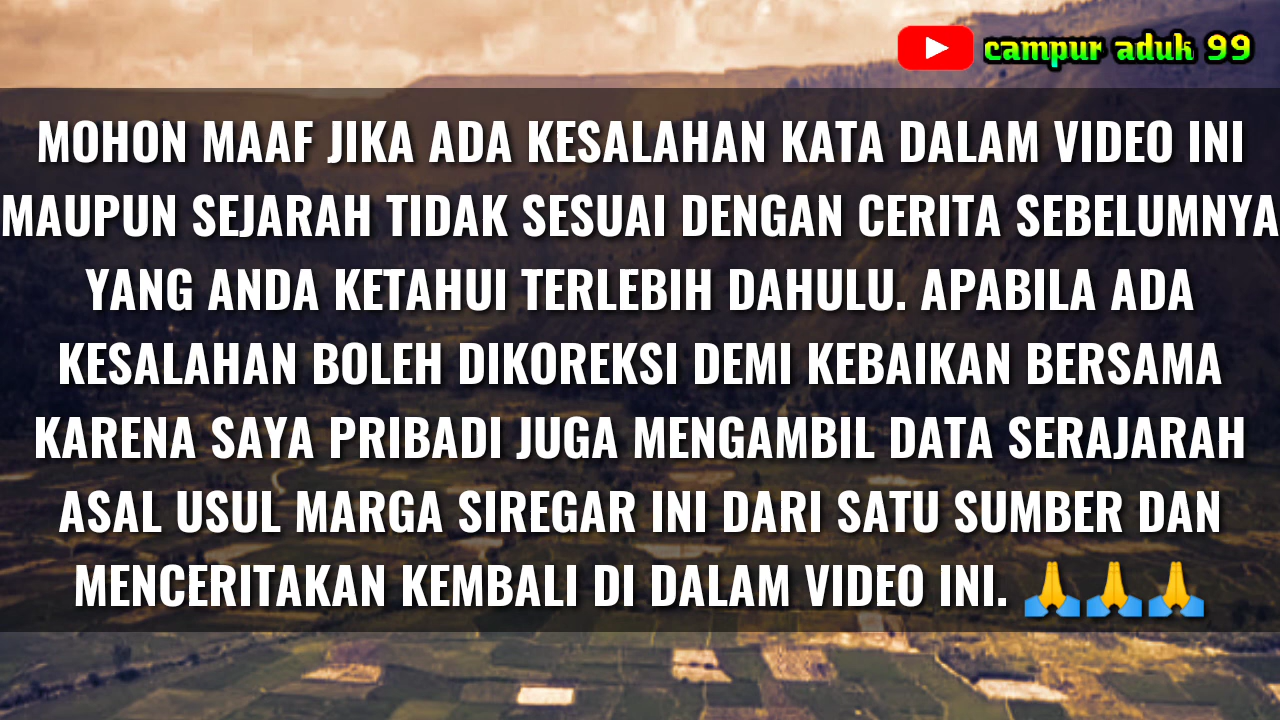 campur aduk 99
MOHON MAAF JIKA ADA KESALAHAN KATA DALAM VIDEO INI
MAUPUN SEJARAH TIDAK SESUAI DENGAN CERITA SEBELUMNYA
YANG ANDA KETAHUI TERLEBIH DAHULU. APABILA ADA
KESALAHAN BOLEH DIKOREKSI DEMI KEBAIKAN BERSAMA
KARENA SAYA PRIBADI JUGA MENGAMBIL DATA SERAJARAH
ASAL USUL MARGA SIREGAR INI DARI SATU SUMBER DAN
MENCERITAKAN KEMBALI DI DALAM VIDEO INI. 🙏🙏🙏